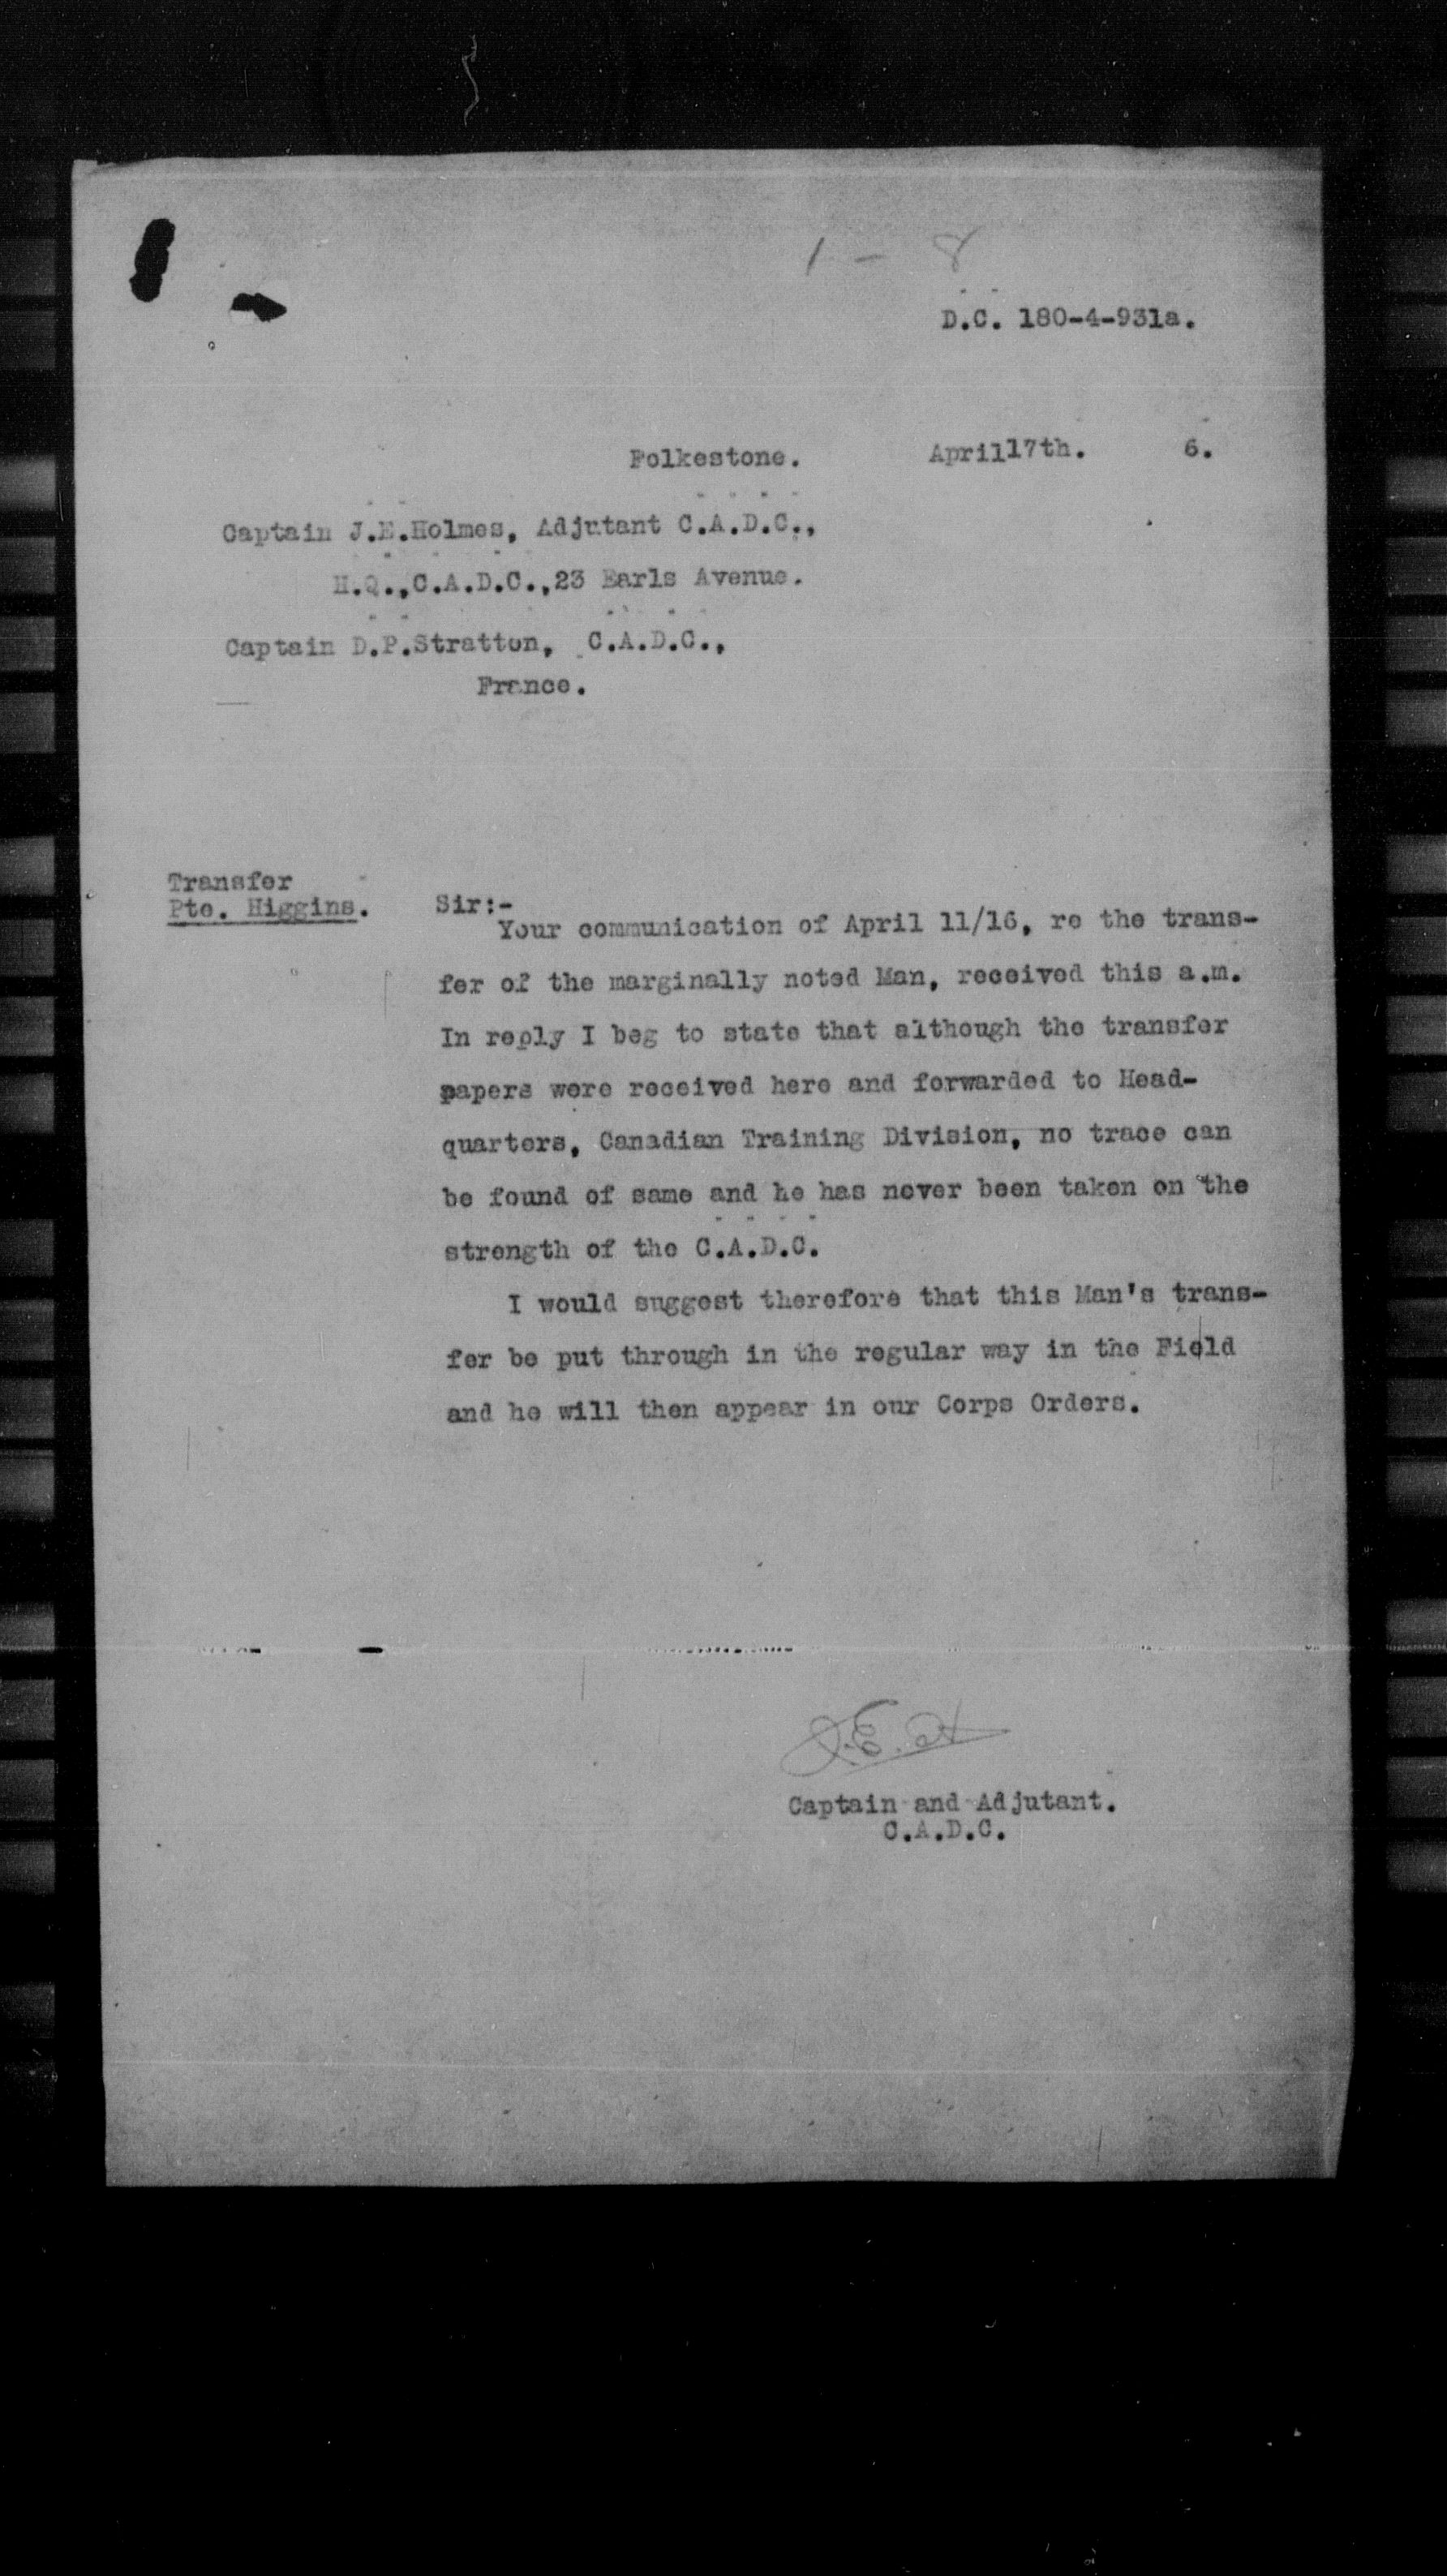 1 - 8
D.C. 180-4-931a.
Folkestone. April17th. 6.
Captain J.E.Holmes, Adjutant C.A.D.C.,
H.Q.,C.A.D.C.,23 Earls Avenue.
Captain D.P.Stratton, C.A.D.C.,
France.
Transfer
Pte. Higgins.
Sir:-
Your communication of April 11/16, re the trans-
fer of the marginally noted Man, received this a.m.
In reply I beg to state that although the transfer
papers were received here and forwarded to Head-
quarters, Canadian Training Division, no trace can
be found of same and he has never been taken on the
strength of the C.A.D.C.
I would suggest therefore that this Man's trans-
fer be put through in the regular way in the Field
and he will then appear in our Corps Orders.
J.E.H
Captain and Adjutant.
C.A.D.C.